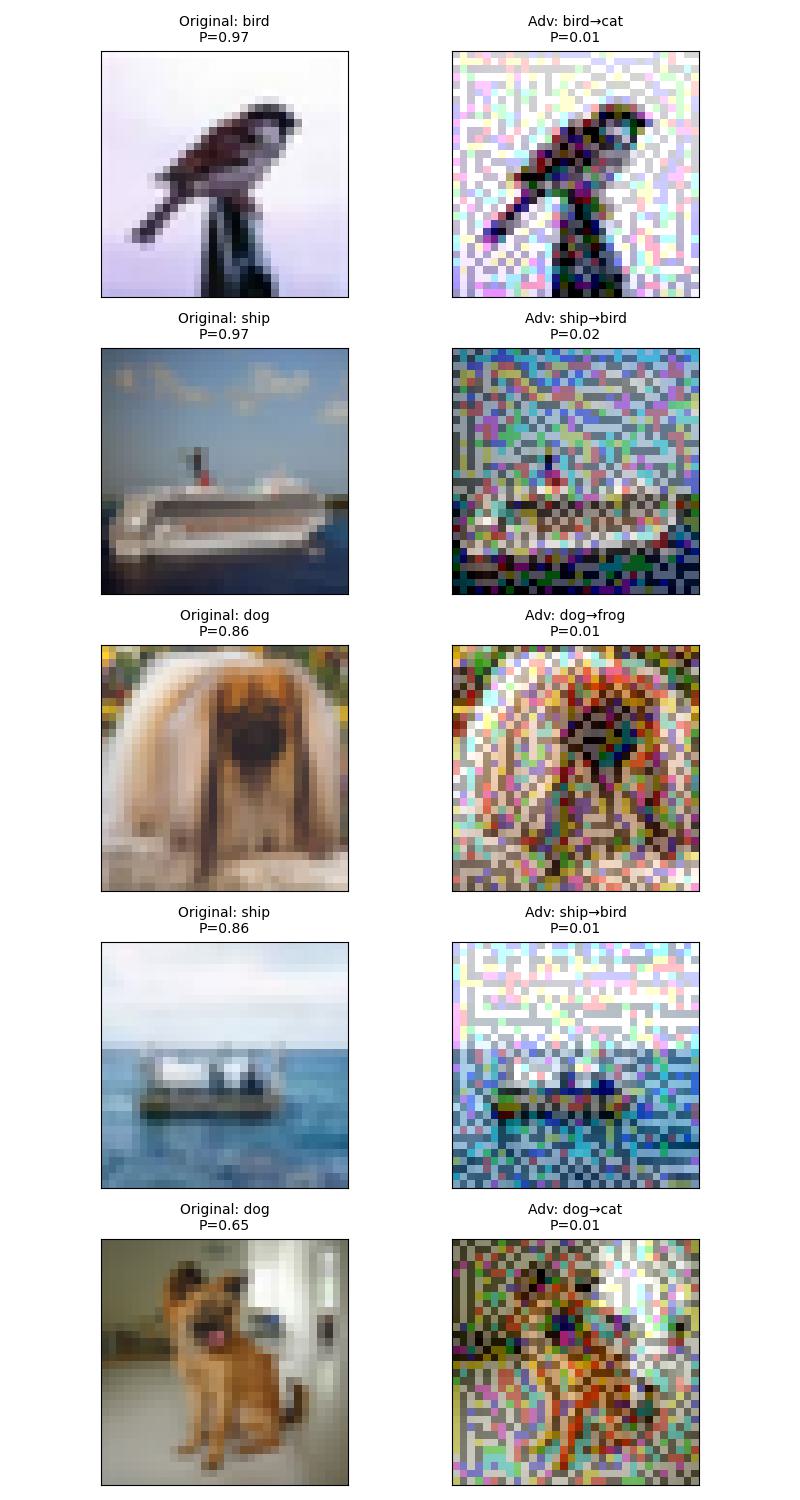 Original: bird
P=0.97
Adv: bird→cat
P=0.01
Original: ship
P=0.97
Adv: ship→bird
P=0.02
Original: dog
P=0.86
Adv: dog→frog
P=0.01
Original: ship
P=0.86
Adv: ship→bird
P=0.01
Original: dog
P=0.65
Adv: dog→cat
P=0.01